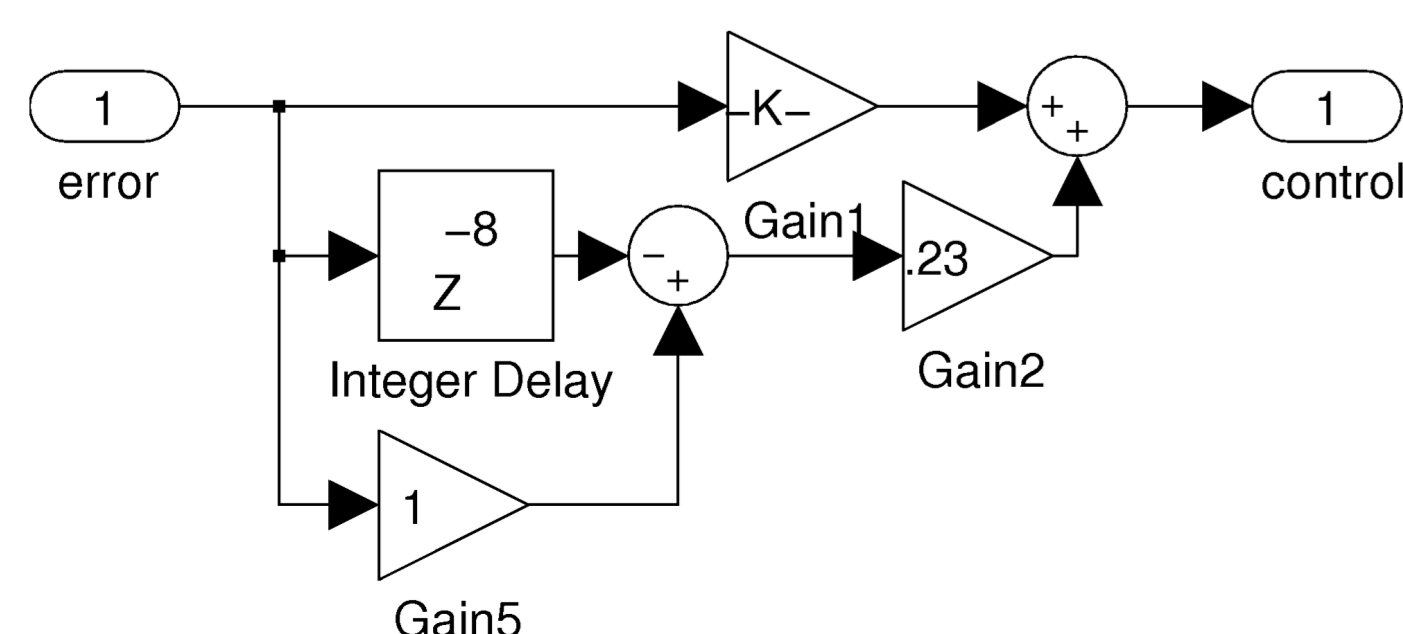 1
error
–K–
+
+
1
control
Gain1
–8
Z
Integer Delay
–
+
.23
Gain2
1
Gain5